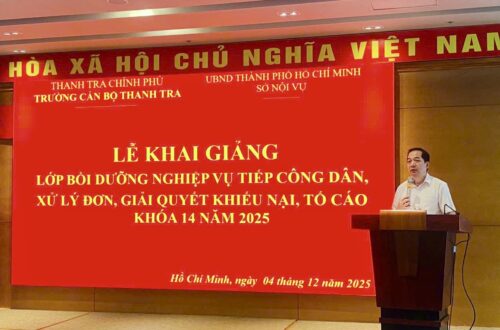 HÒA XÃ HỘI CHỦ NGHĨA VIỆT NAM
THANH TRA CHÍNH PHỦ
TRƯỜNG CÁN BỘ THANH TRA
UBND THÀNH PHỐ HỒ CHÍ MINH
SỞ NỘI VỤ
LỄ KHAI GIẢNG
LỚP BỒI DƯỠNG NGHIỆP VỤ TIẾP CÔNG DÂN,
XỬ LÝ ĐƠN, GIẢI QUYẾT KHIẾU NẠI, TỐ CÁO
KHÓA 14 NĂM 2025
Hồ Chí Minh, ngày 04 tháng 12 năm 2025